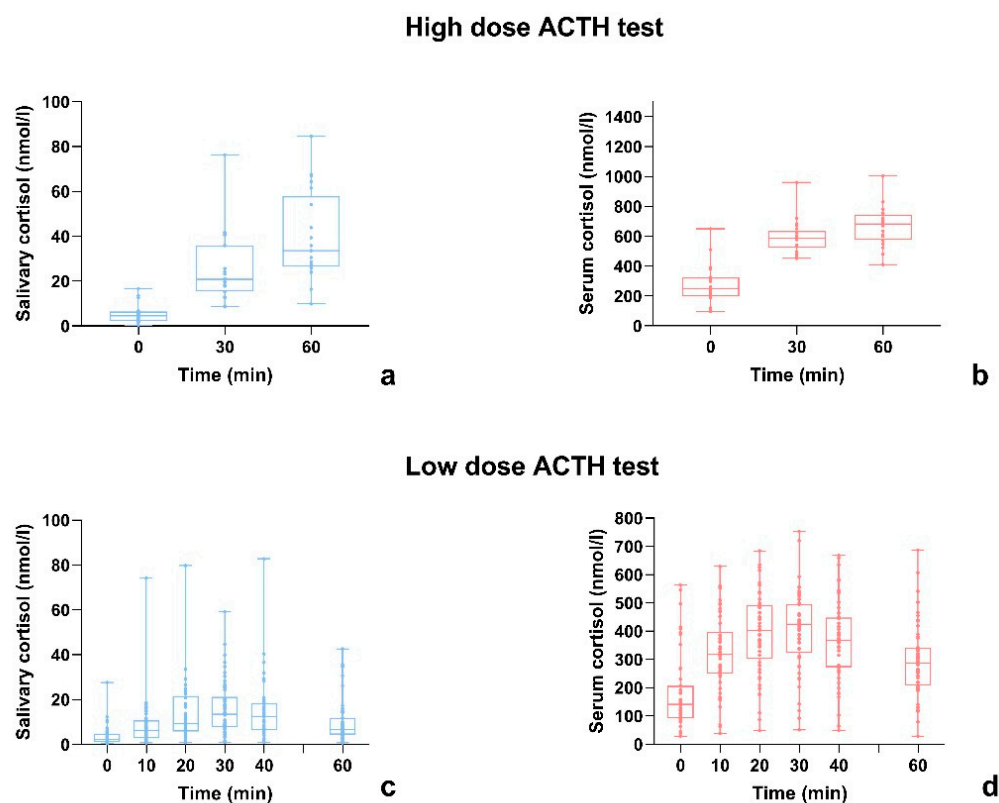 High dose ACTH test
Salivary cortisol (nmol/l)
100
80
60
40
20
0
0 30 60
Time (min)
a
Serum cortisol (nmol/l)
1400
1200
1000
800
600
400
200
0
0 30 60
Time (min)
b
Low dose ACTH test
Salivary cortisol (nmol/l)
100
80
60
40
20
0
0 10 20 30 40 60
Time (min)
c
Serum cortisol (nmol/l)
800
700
600
500
400
300
200
100
0
0 10 20 30 40 60
Time (min)
d